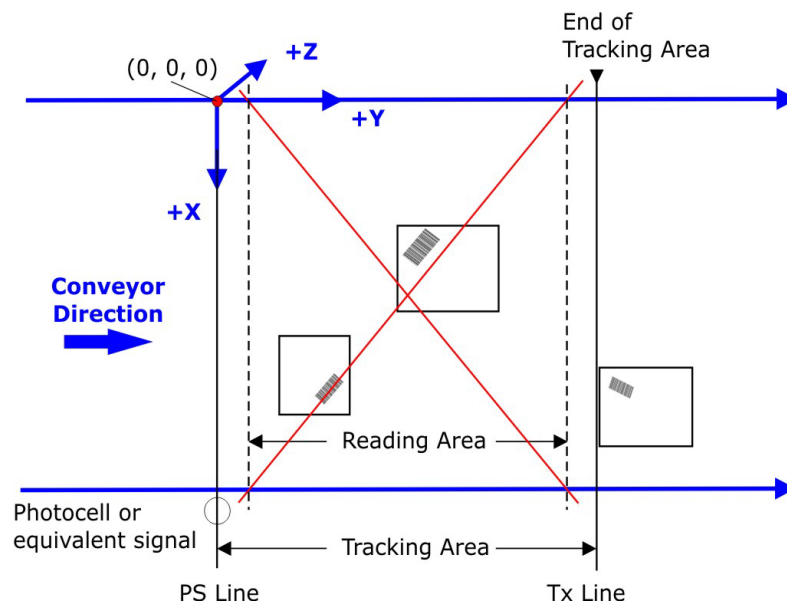 End of
Tracking Area
(0, 0, 0)
+Z
+Y
+X
Conveyor
Direction
Reading Area
Photocell or
equivalent signal
Tracking Area
PS Line
Tx Line